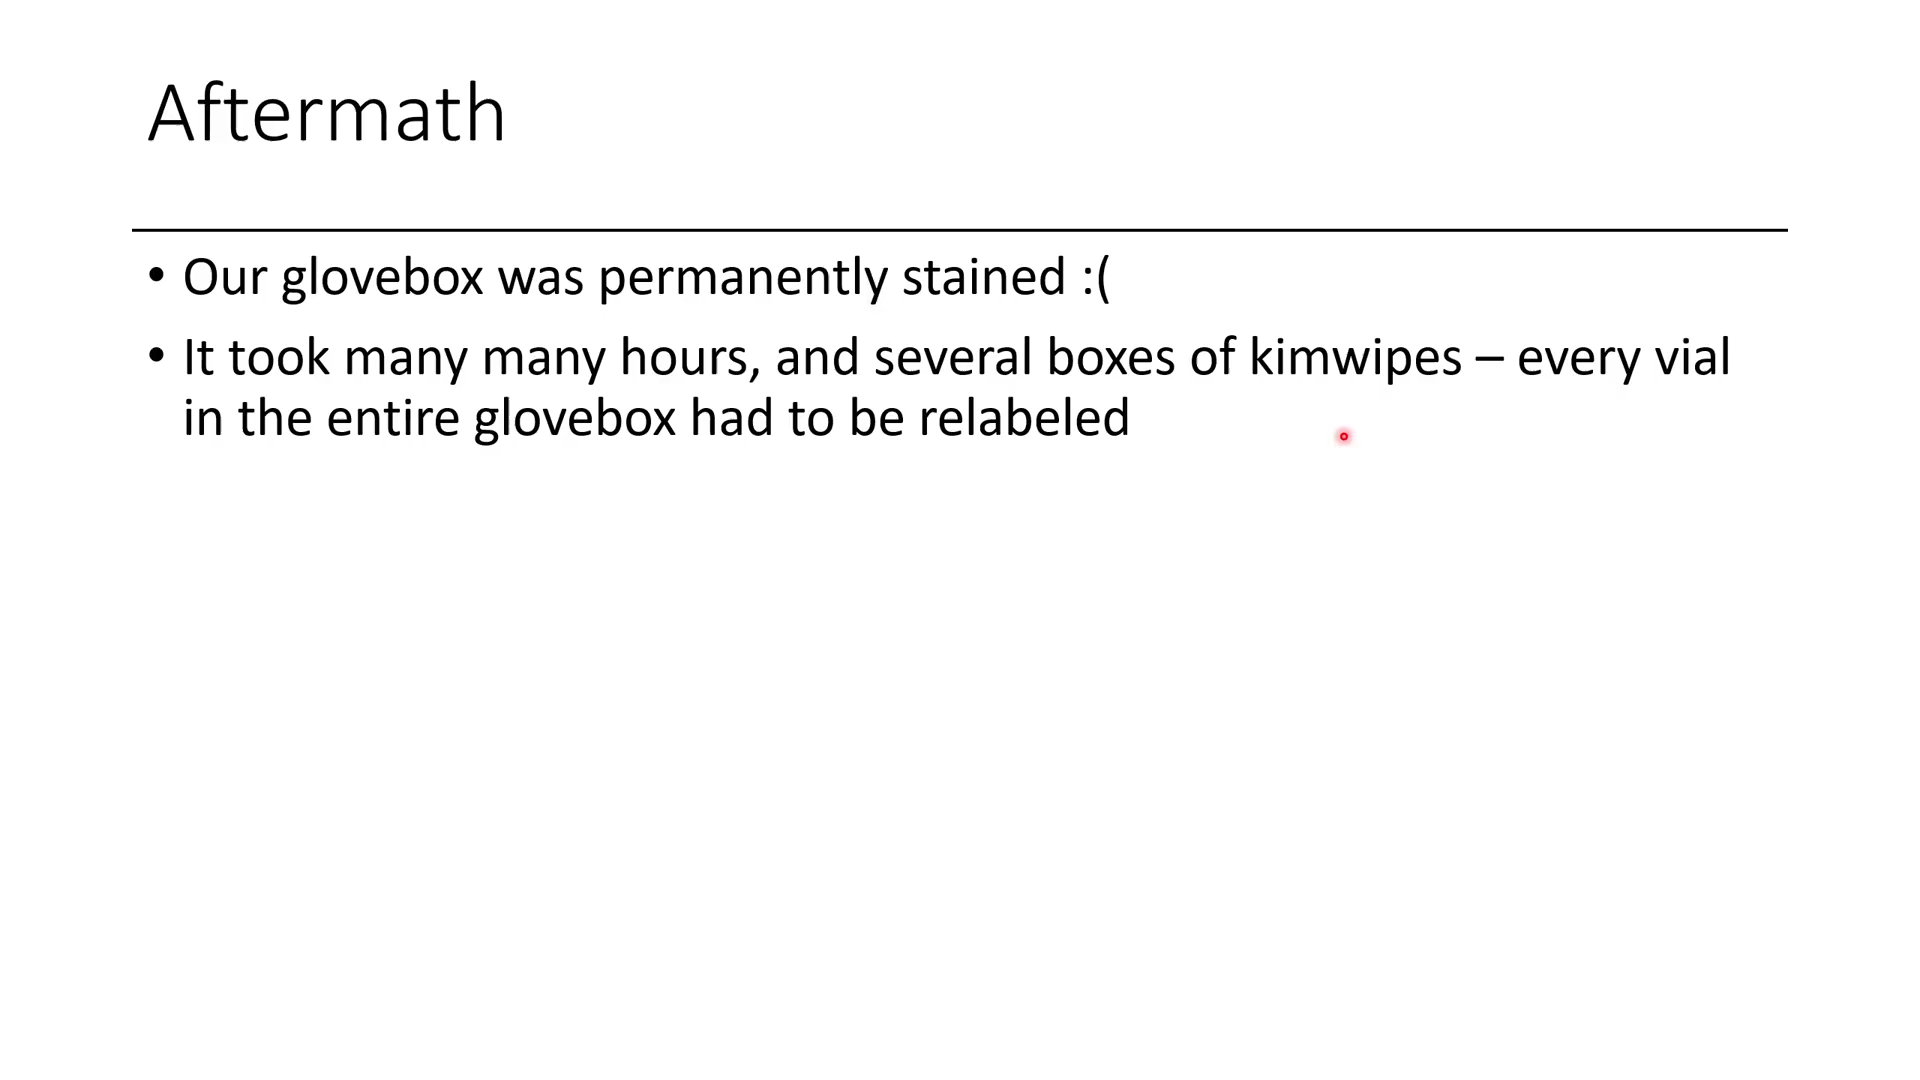 Aftermath
• Our glovebox was permanently stained :(
• It took many many hours, and several boxes of kimwipes – every vial
in the entire glovebox had to be relabeled